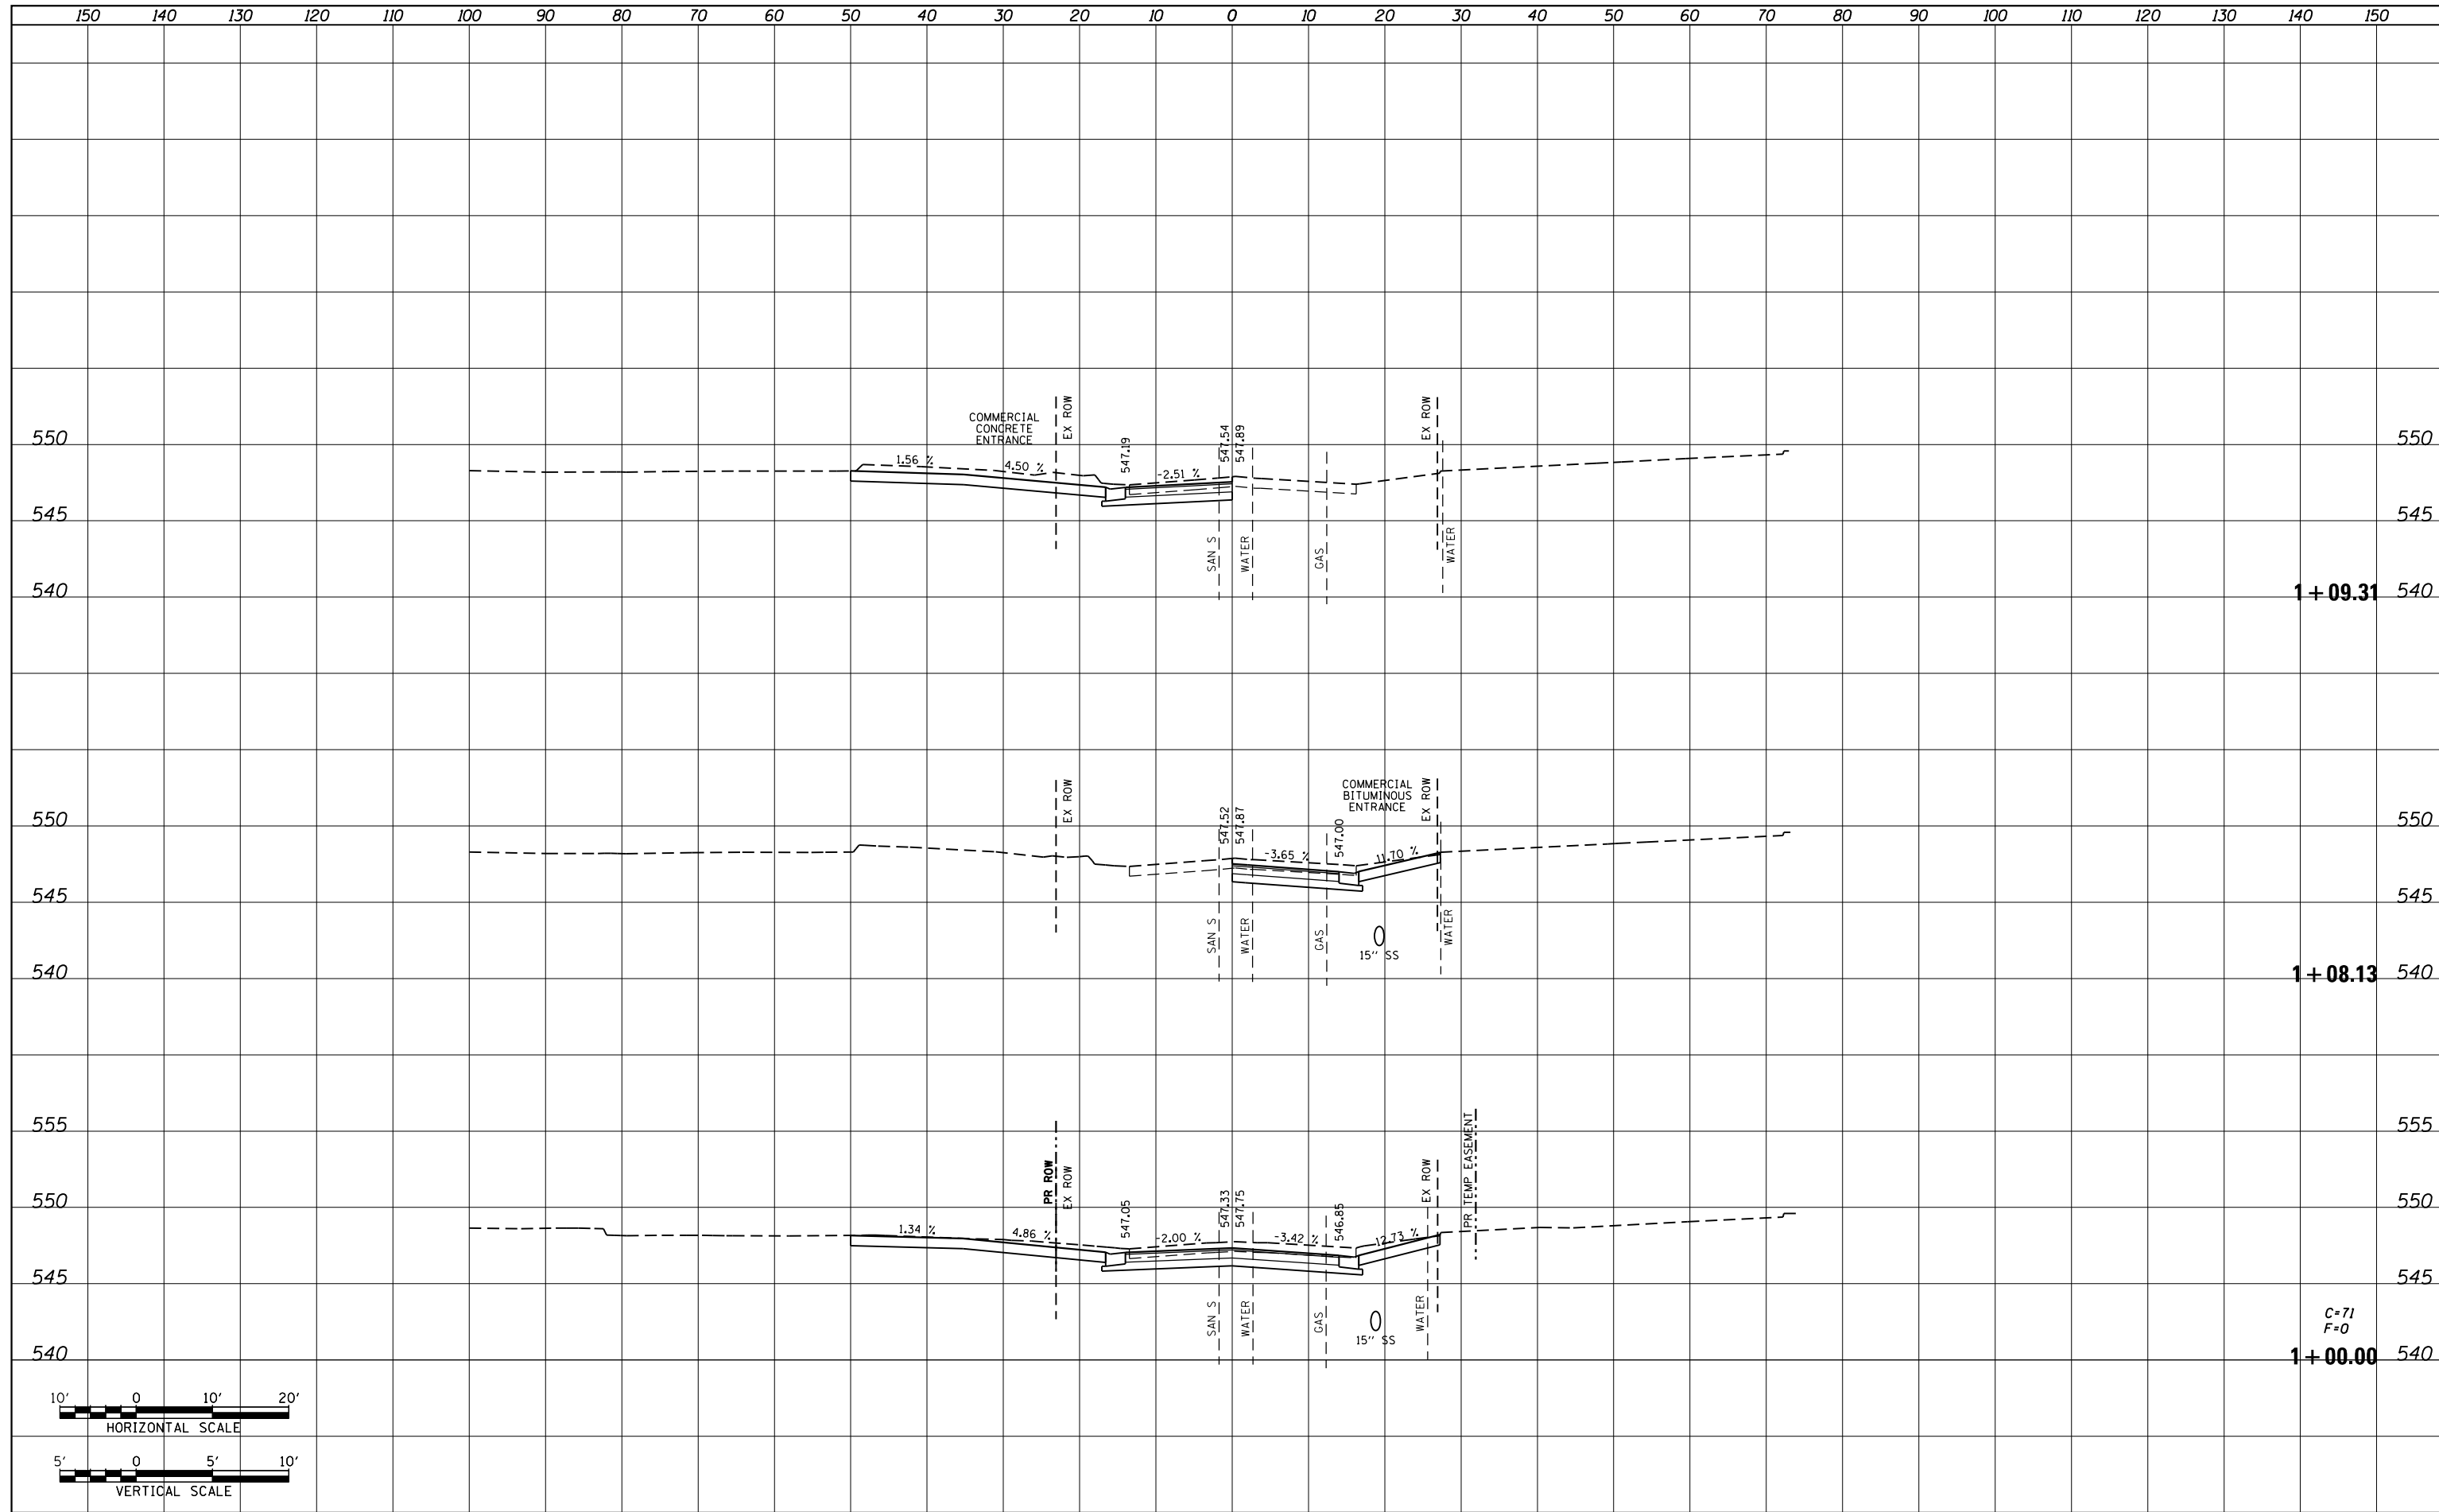 150 140 130 120 110 100 90 80 70 60 50 40 30 20 10 0 10 20 30 40 50 60 70 80 90 100 110 120 130 140 150
COMMERCIAL
CONCRETE
ENTRANCE
EX ROW
547.19
547.54
547.89
EX ROW
550 550
1.56 %
4.50 %
-2.51 %
545 545
SAN S
WATER
GAS
WATER
540 1+09.31 540
EX ROW
547.52
547.87
547.00
COMMERCIAL
BITUMINOUS
ENTRANCE
EX ROW
550 550
-3.65 %
11.70 %
545 545
SAN S
WATER
GAS
15'' SS
WATER
540 1+08.13 540
555 555
PR ROW
EX ROW
547.05
547.33
547.75
546.85
EX ROW
PR TEMP EASEMENT
550 550
1.34 %
4.86 %
-2.00 %
-3.42 %
12.73 %
545 545
SAN S
WATER
GAS
15'' SS
WATER
C=71
F=0
540 1+00.00 540
10' 0 10' 20'
HORIZONTAL SCALE
5' 0 5' 10'
VERTICAL SCALE